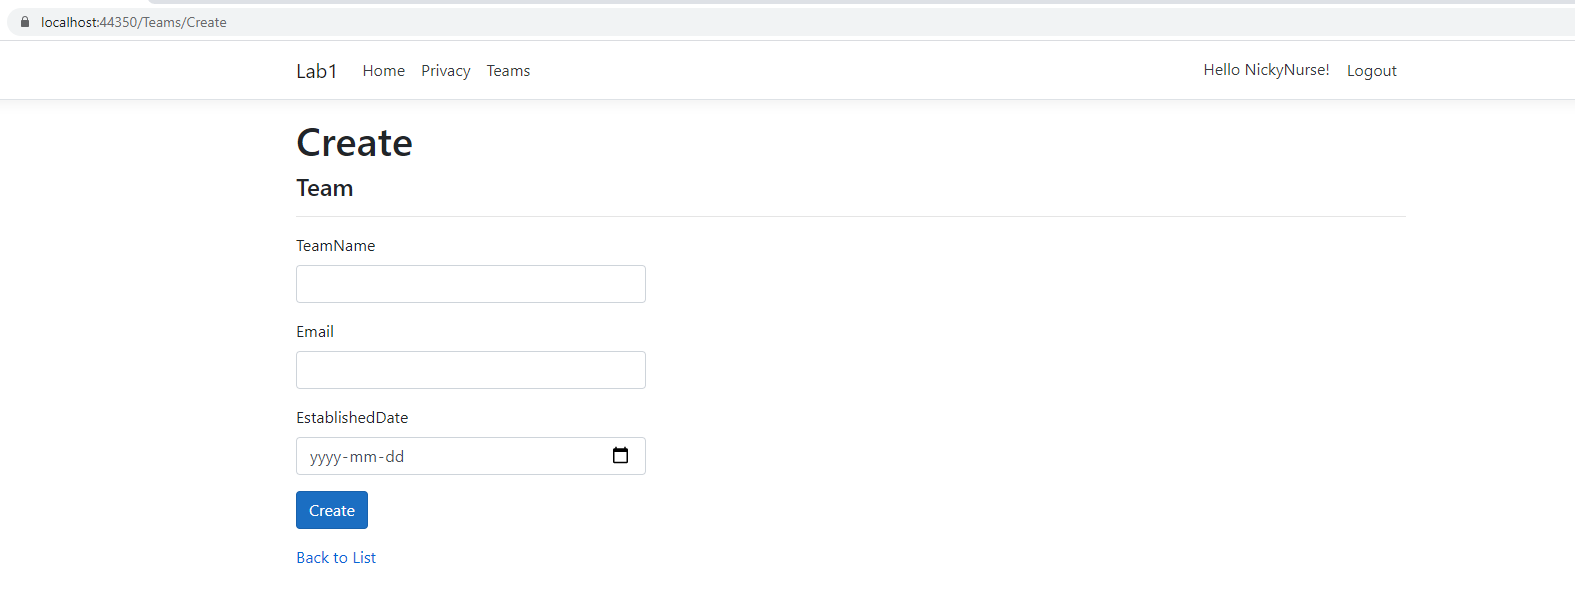 localhost:44350/Teams/Create
Lab1 Home Privacy Teams Hello NickyNurse! Logout
Create
Team
TeamName
Email
EstablishedDate
yyyy-mm-dd
Create
Back to List